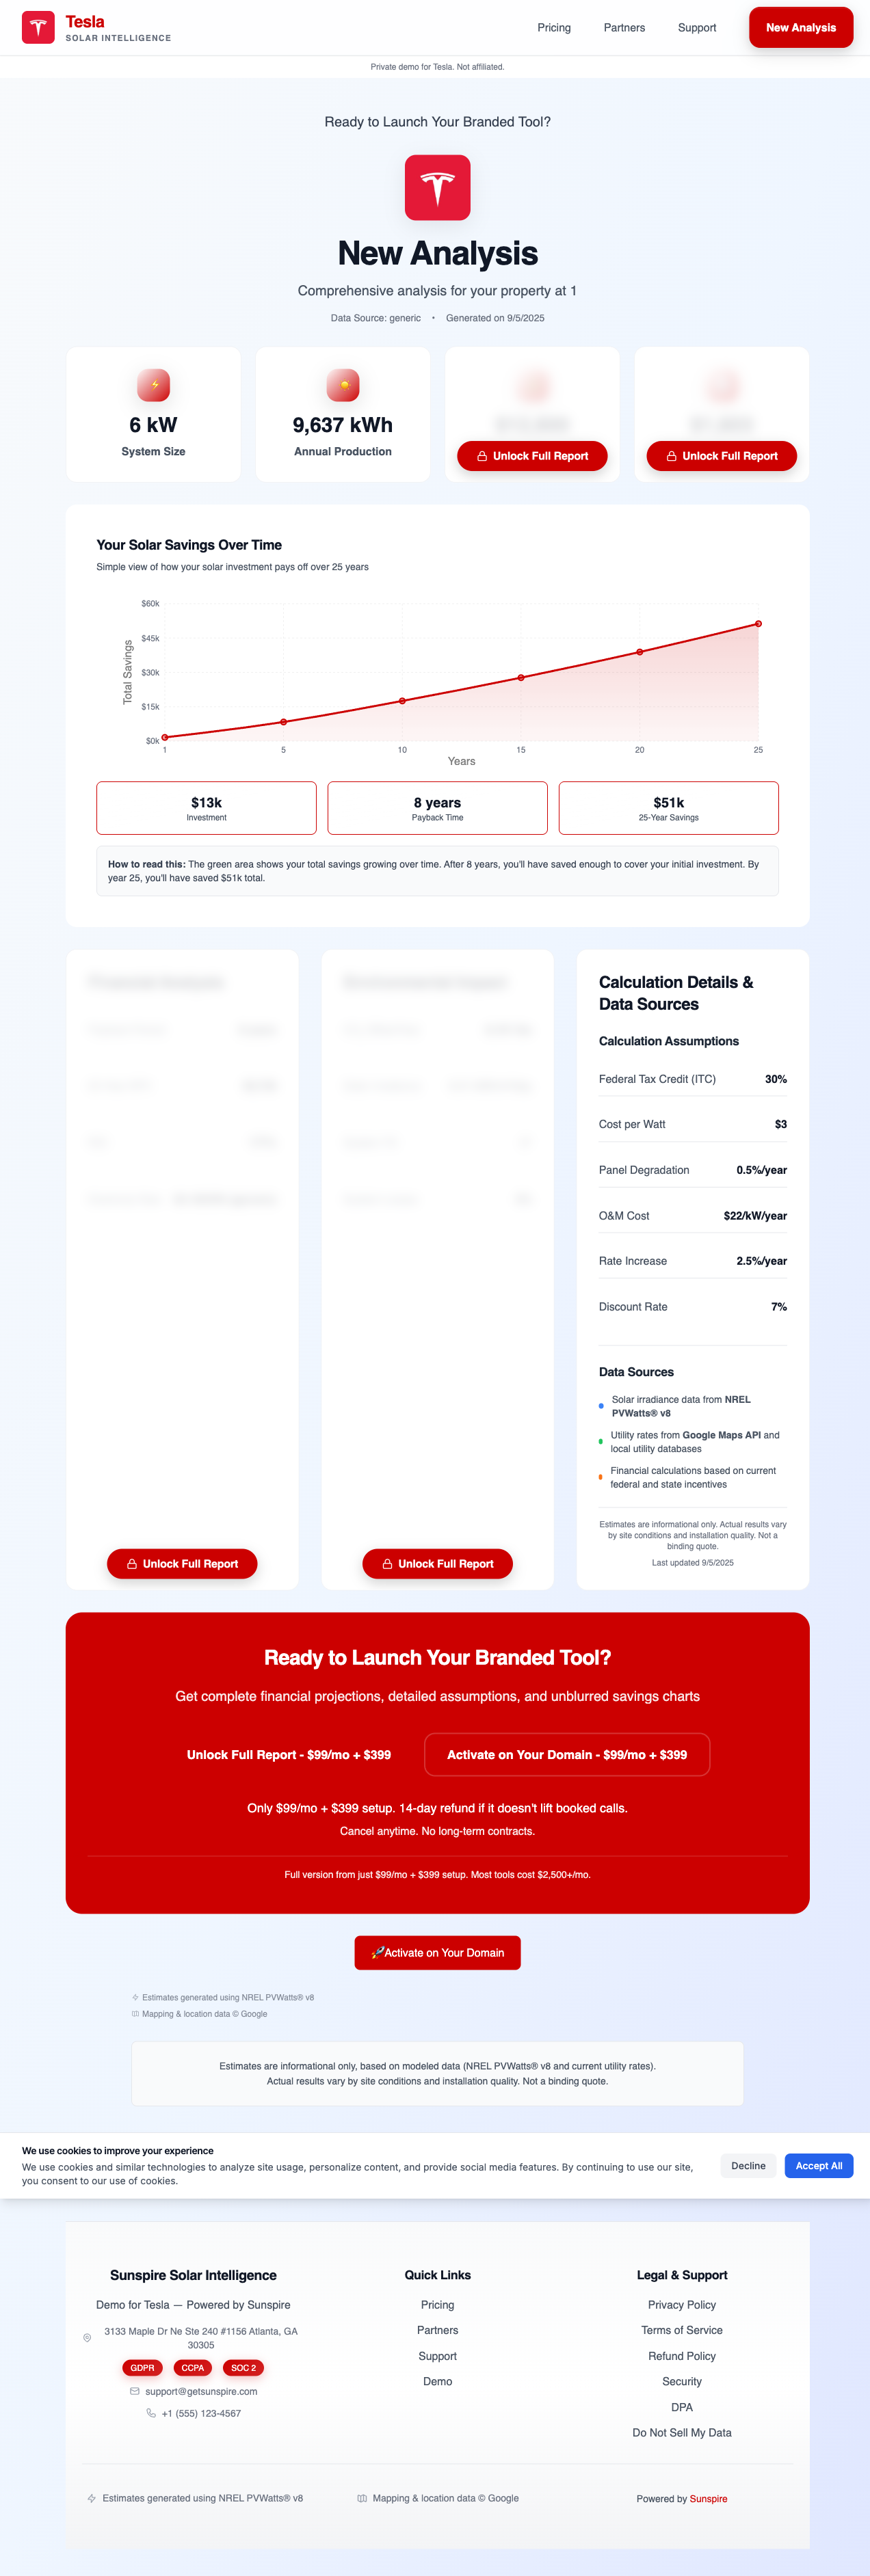 Tesla
SOLAR INTELLIGENCE
Pricing
Partners
Support
New Analysis
Private demo for Tesla. Not affiliated.
Ready to Launch Your Branded Tool?
New Analysis
Comprehensive analysis for your property at 1
Data Source: generic • Generated on 9/5/2025
6 kW
System Size
9,637 kWh
Annual Production
Unlock Full Report
Unlock Full Report
Your Solar Savings Over Time
Simple view of how your solar investment pays off over 25 years
Total Savings
$60k
$45k
$30k
$15k
$0k
1
5
10
15
20
25
Years
$13k
Investment
8 years
Payback Time
$51k
25-Year Savings
How to read this: The green area shows your total savings growing over time. After 8 years, you'll have saved enough to cover your initial investment. By
year 25, you'll have saved $51k total.
Unlock Full Report
Unlock Full Report
Calculation Details &
Data Sources
Calculation Assumptions
Federal Tax Credit (ITC) 30%
Cost per Watt $3
Panel Degradation 0.5%/year
O&M Cost $22/kW/year
Rate Increase 2.5%/year
Discount Rate 7%
Data Sources
Solar irradiance data from NREL
PVWatts® v8
Utility rates from Google Maps API and
local utility databases
Financial calculations based on current
federal and state incentives
Estimates are informational only. Actual results vary
by site conditions and installation quality. Not a
binding quote.
Last updated 9/5/2025
Ready to Launch Your Branded Tool?
Get complete financial projections, detailed assumptions, and unblurred savings charts
Unlock Full Report - $99/mo + $399
Activate on Your Domain - $99/mo + $399
Only $99/mo + $399 setup. 14-day refund if it doesn't lift booked calls.
Cancel anytime. No long-term contracts.
Full version from just $99/mo + $399 setup. Most tools cost $2,500+/mo.
🚀Activate on Your Domain
Estimates generated using NREL PVWatts® v8
Mapping & location data © Google
Estimates are informational only, based on modeled data (NREL PVWatts® v8 and current utility rates).
Actual results vary by site conditions and installation quality. Not a binding quote.
We use cookies to improve your experience
We use cookies and similar technologies to analyze site usage, personalize content, and provide social media features. By continuing to use our site,
you consent to our use of cookies.
Decline
Accept All
Sunspire Solar Intelligence
Demo for Tesla — Powered by Sunspire
3133 Maple Dr Ne Ste 240 #1156 Atlanta, GA
30305
GDPR
CCPA
SOC 2
support@getsunspire.com
+1 (555) 123-4567
Quick Links
Pricing
Partners
Support
Demo
Legal & Support
Privacy Policy
Terms of Service
Refund Policy
Security
DPA
Do Not Sell My Data
Estimates generated using NREL PVWatts® v8
Mapping & location data © Google
Powered by Sunspire